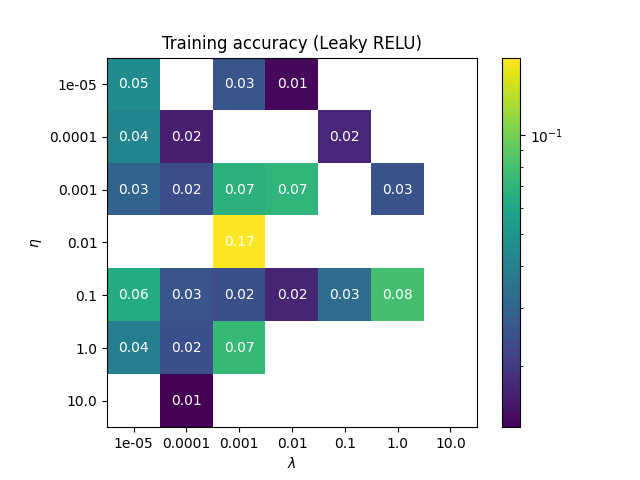 Training accuracy (Leaky RELU)
1e-05 0.05 0.03 0.01
0.0001 0.04 0.02 0.02
0.001 0.03 0.02 0.07 0.07 0.03
0.01 0.17
0.1 0.06 0.03 0.02 0.02 0.03 0.08
1.0 0.04 0.02 0.07
10.0 0.01
1e-05 0.0001 0.001 0.01 0.1 1.0 10.0
λ
η
10⁻¹